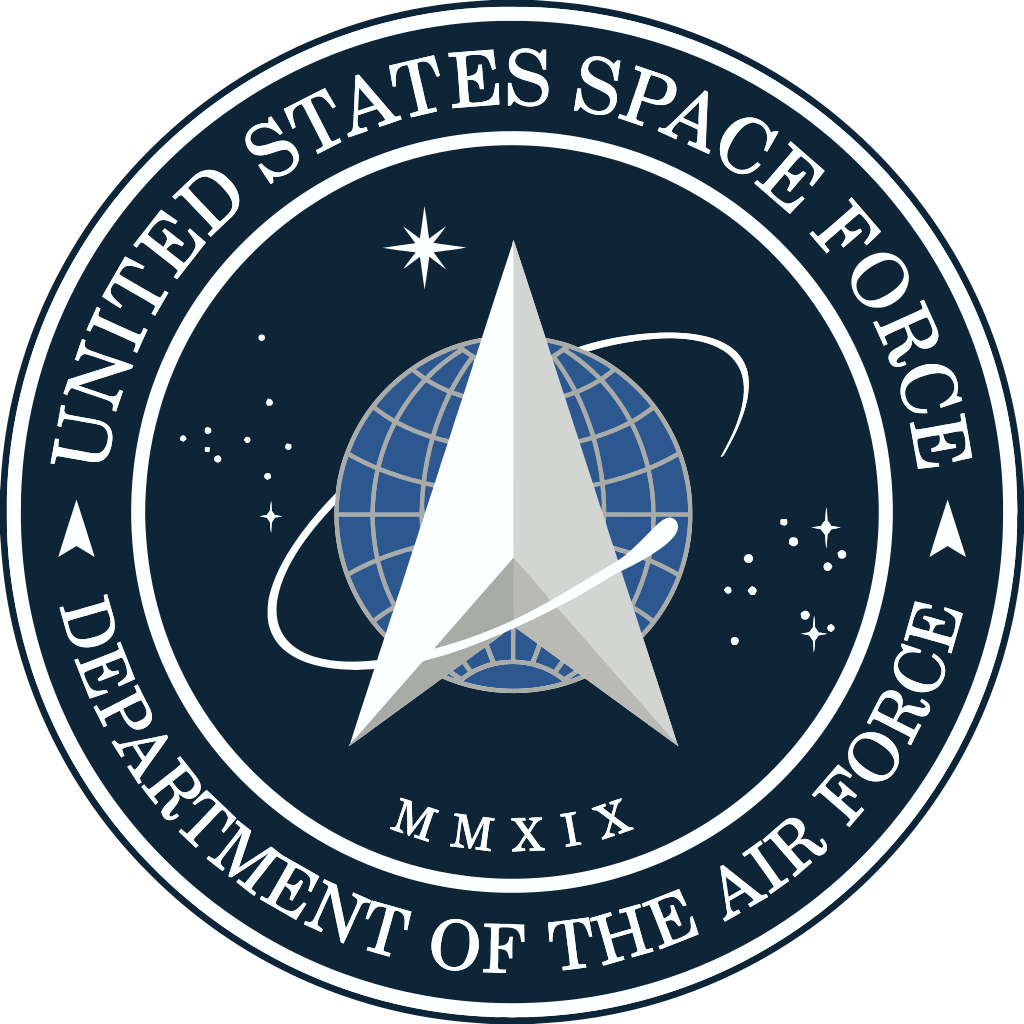 UNITED STATES SPACE FORCE
MMXIX
DEPARTMENT OF THE AIR FORCE